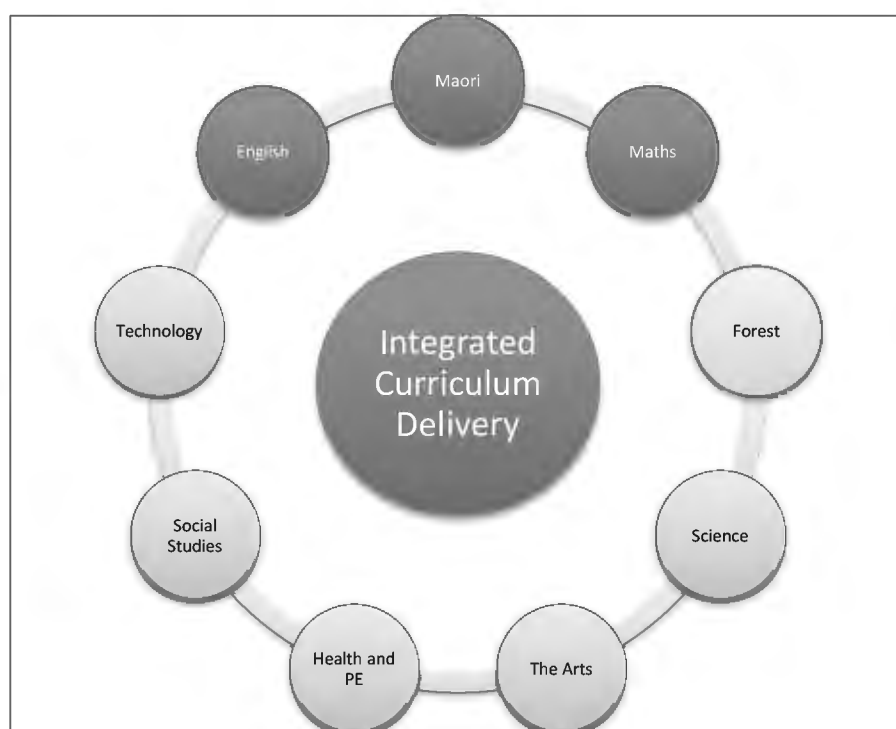 Maori
English
Maths
Technology
Forest
Integrated
Curriculum
Delivery
Social
Studies
Science
Health and
PE
The Arts